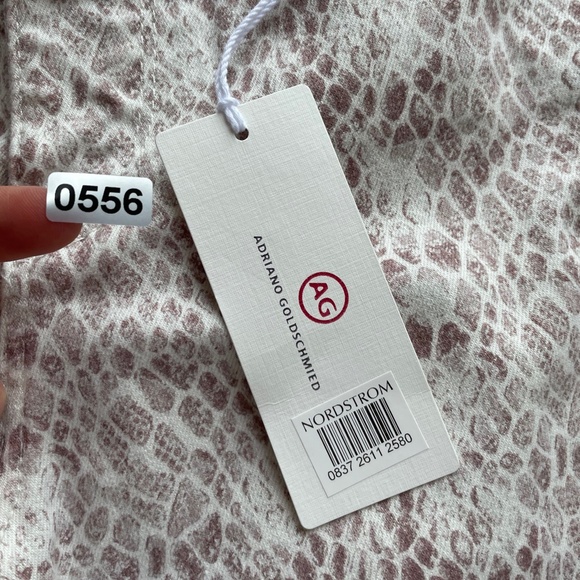 0556
AG
ADRIANO GOLDSCHMIED
NORDSTROM
0837 2611 2580